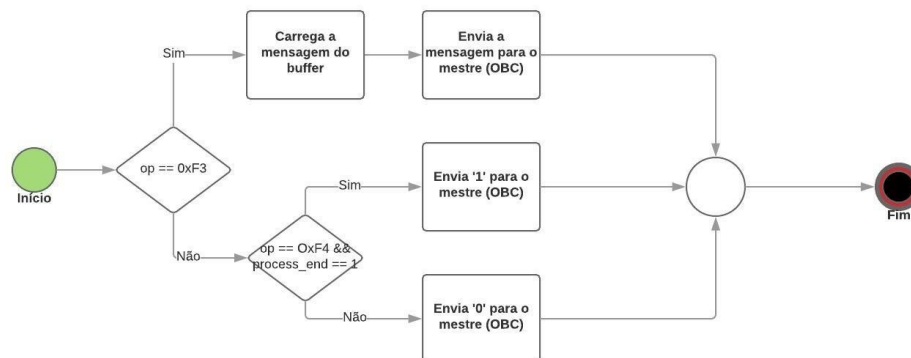 Carrega a
mensagem do
buffer
Envia a
mensagem para o
mestre (OBC)
Sim
op == 0xF3
Início
Não
Sim
Envia '1' para o
mestre (OBC)
op == OxF4 &&
process_end == 1
Não
Envia '0' para o
mestre (OBC)
Fim